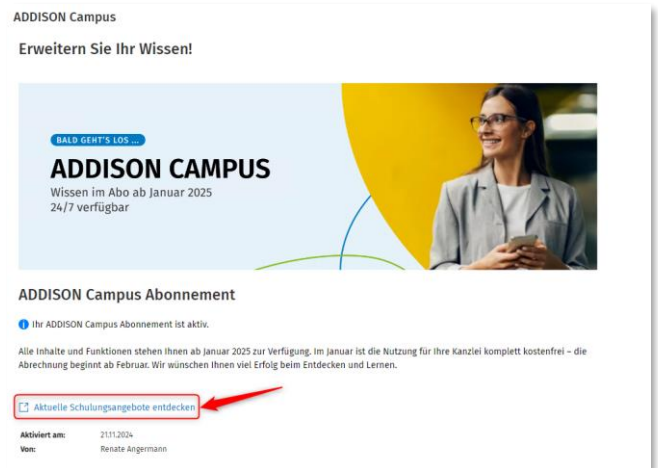 ADDISON Campus
Erweitern Sie Ihr Wissen!
BALD GEHT'S LOS ...
ADDISON CAMPUS
Wissen im Abo ab Januar 2025
24/7 verfügbar
ADDISON Campus Abonnement
Ihr ADDISON Campus Abonnement ist aktiv.
Alle Inhalte und Funktionen stehen Ihnen ab Januar 2025 zur Verfügung. Im Januar ist die Nutzung für Ihre Kanzlei komplett kostenfrei – die
Abrechnung beginnt ab Februar. Wir wünschen Ihnen viel Erfolg beim Entdecken und Lernen.
Aktuelle Schulungsangebote entdecken
Aktiviert am: 21.11.2024
Von: Renate Angermann